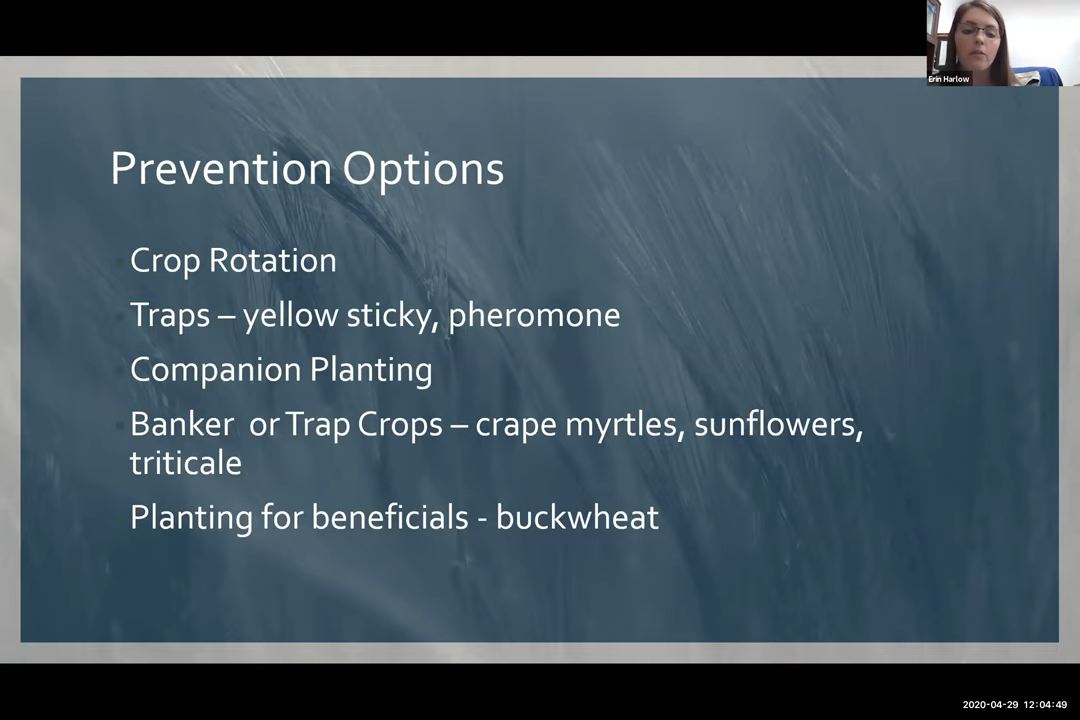 Erin Harlow
Prevention Options
Crop Rotation
Traps – yellow sticky, pheromone
Companion Planting
Banker  or Trap Crops – crape myrtles, sunflowers,
triticale
Planting for beneficials - buckwheat
2020-04-29 12:04:49